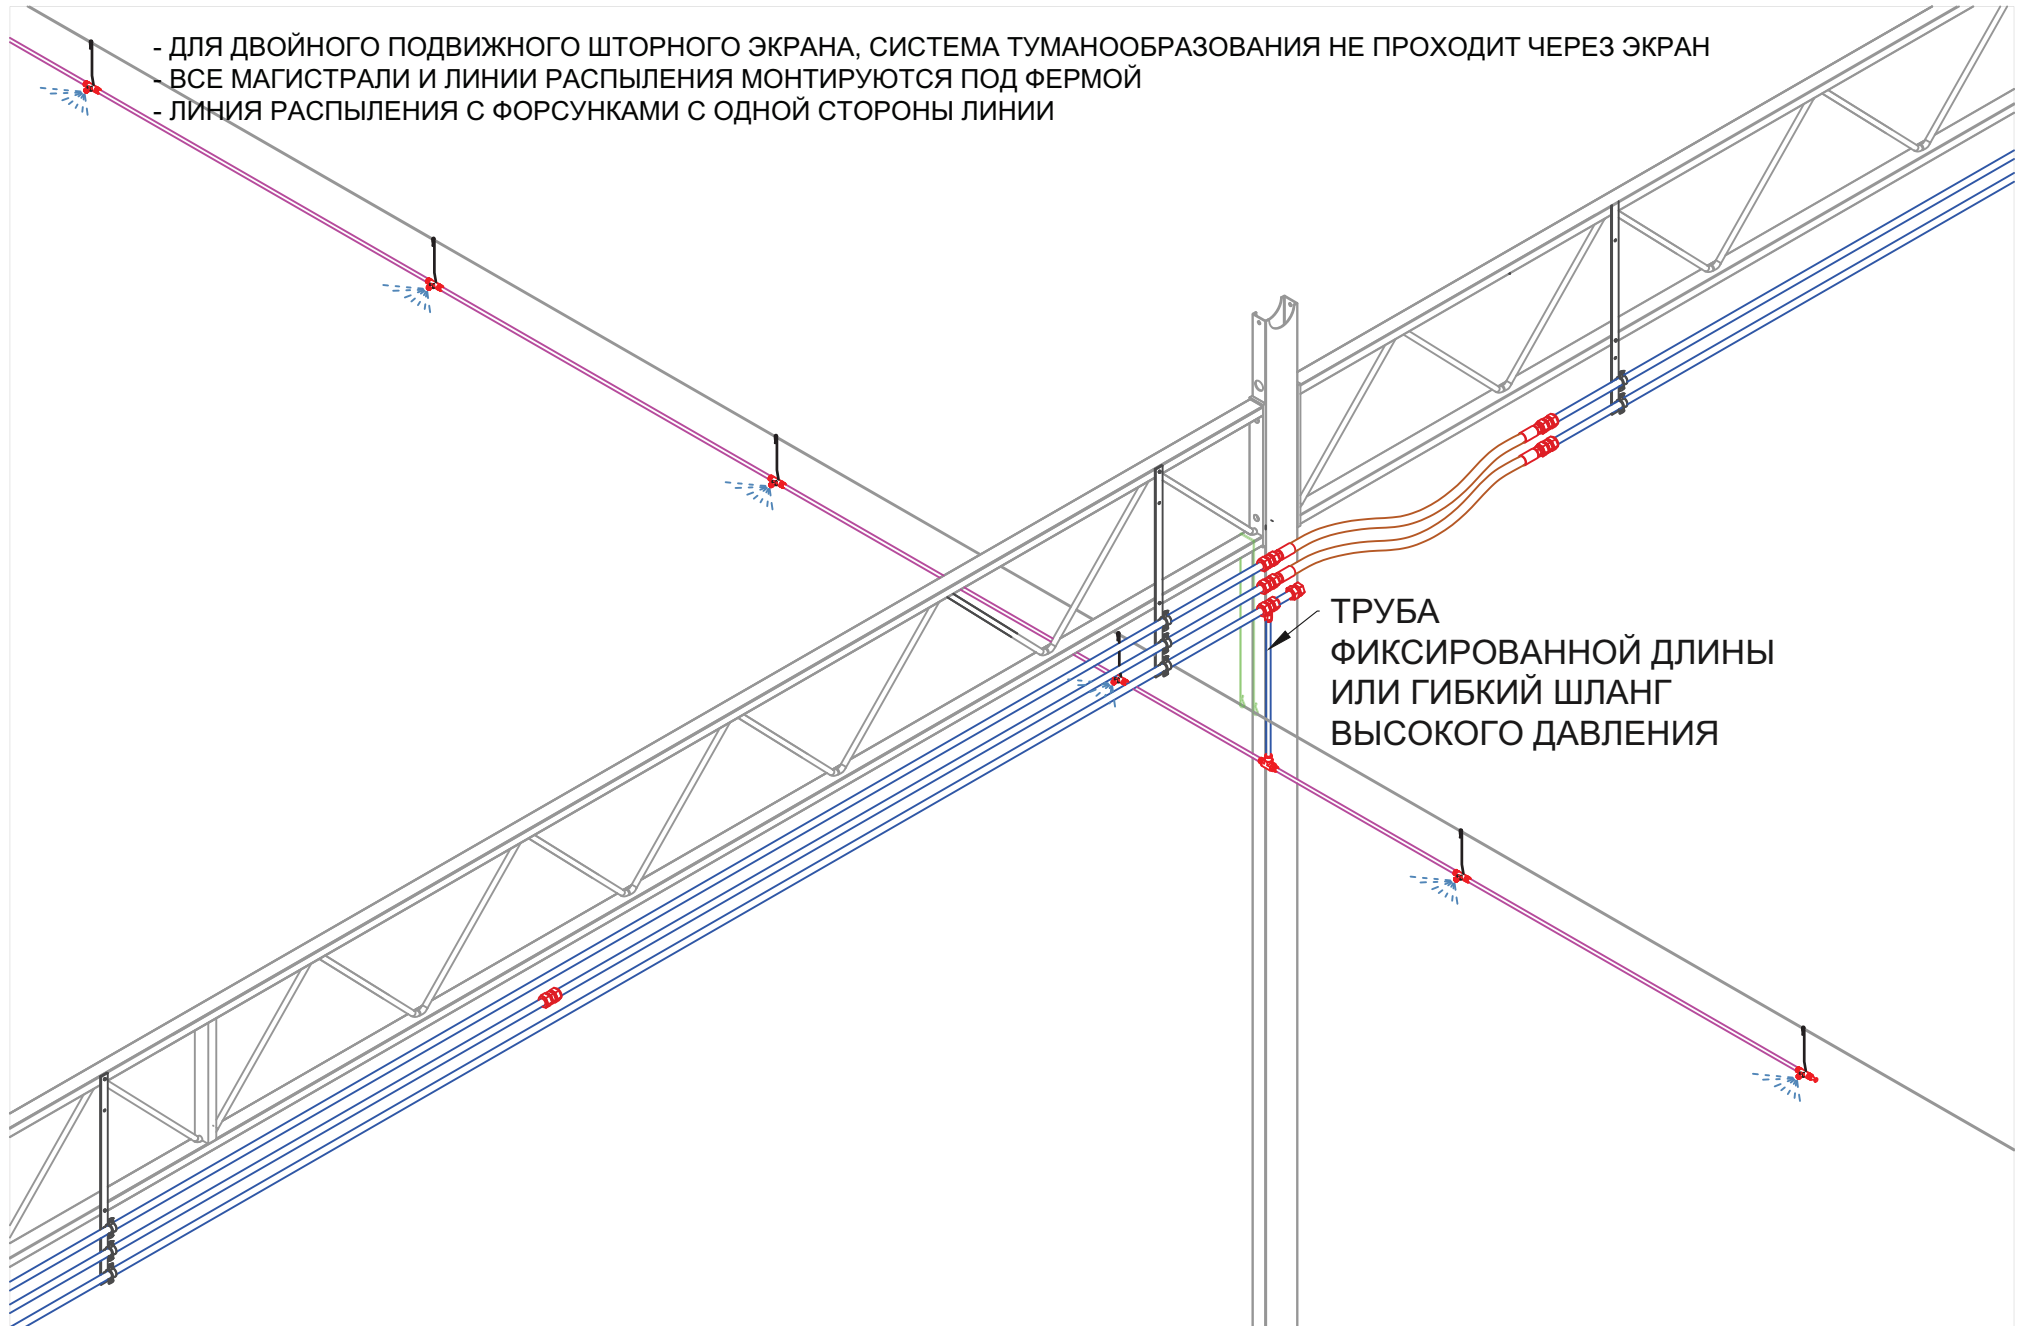 - ДЛЯ ДВОЙНОГО ПОДВИЖНОГО ШТОРНОГО ЭКРАНА, СИСТЕМА ТУМАНООБРАЗОВАНИЯ НЕ ПРОХОДИТ ЧЕРЕЗ ЭКРАН
- ВСЕ МАГИСТРАЛИ И ЛИНИИ РАСПЫЛЕНИЯ МОНТИРУЮТСЯ ПОД ФЕРМОЙ
- ЛИНИЯ РАСПЫЛЕНИЯ С ФОРСУНКАМИ С ОДНОЙ СТОРОНЫ ЛИНИИ
ТРУБА
ФИКСИРОВАННОЙ ДЛИНЫ
ИЛИ ГИБКИЙ ШЛАНГ
ВЫСОКОГО ДАВЛЕНИЯ